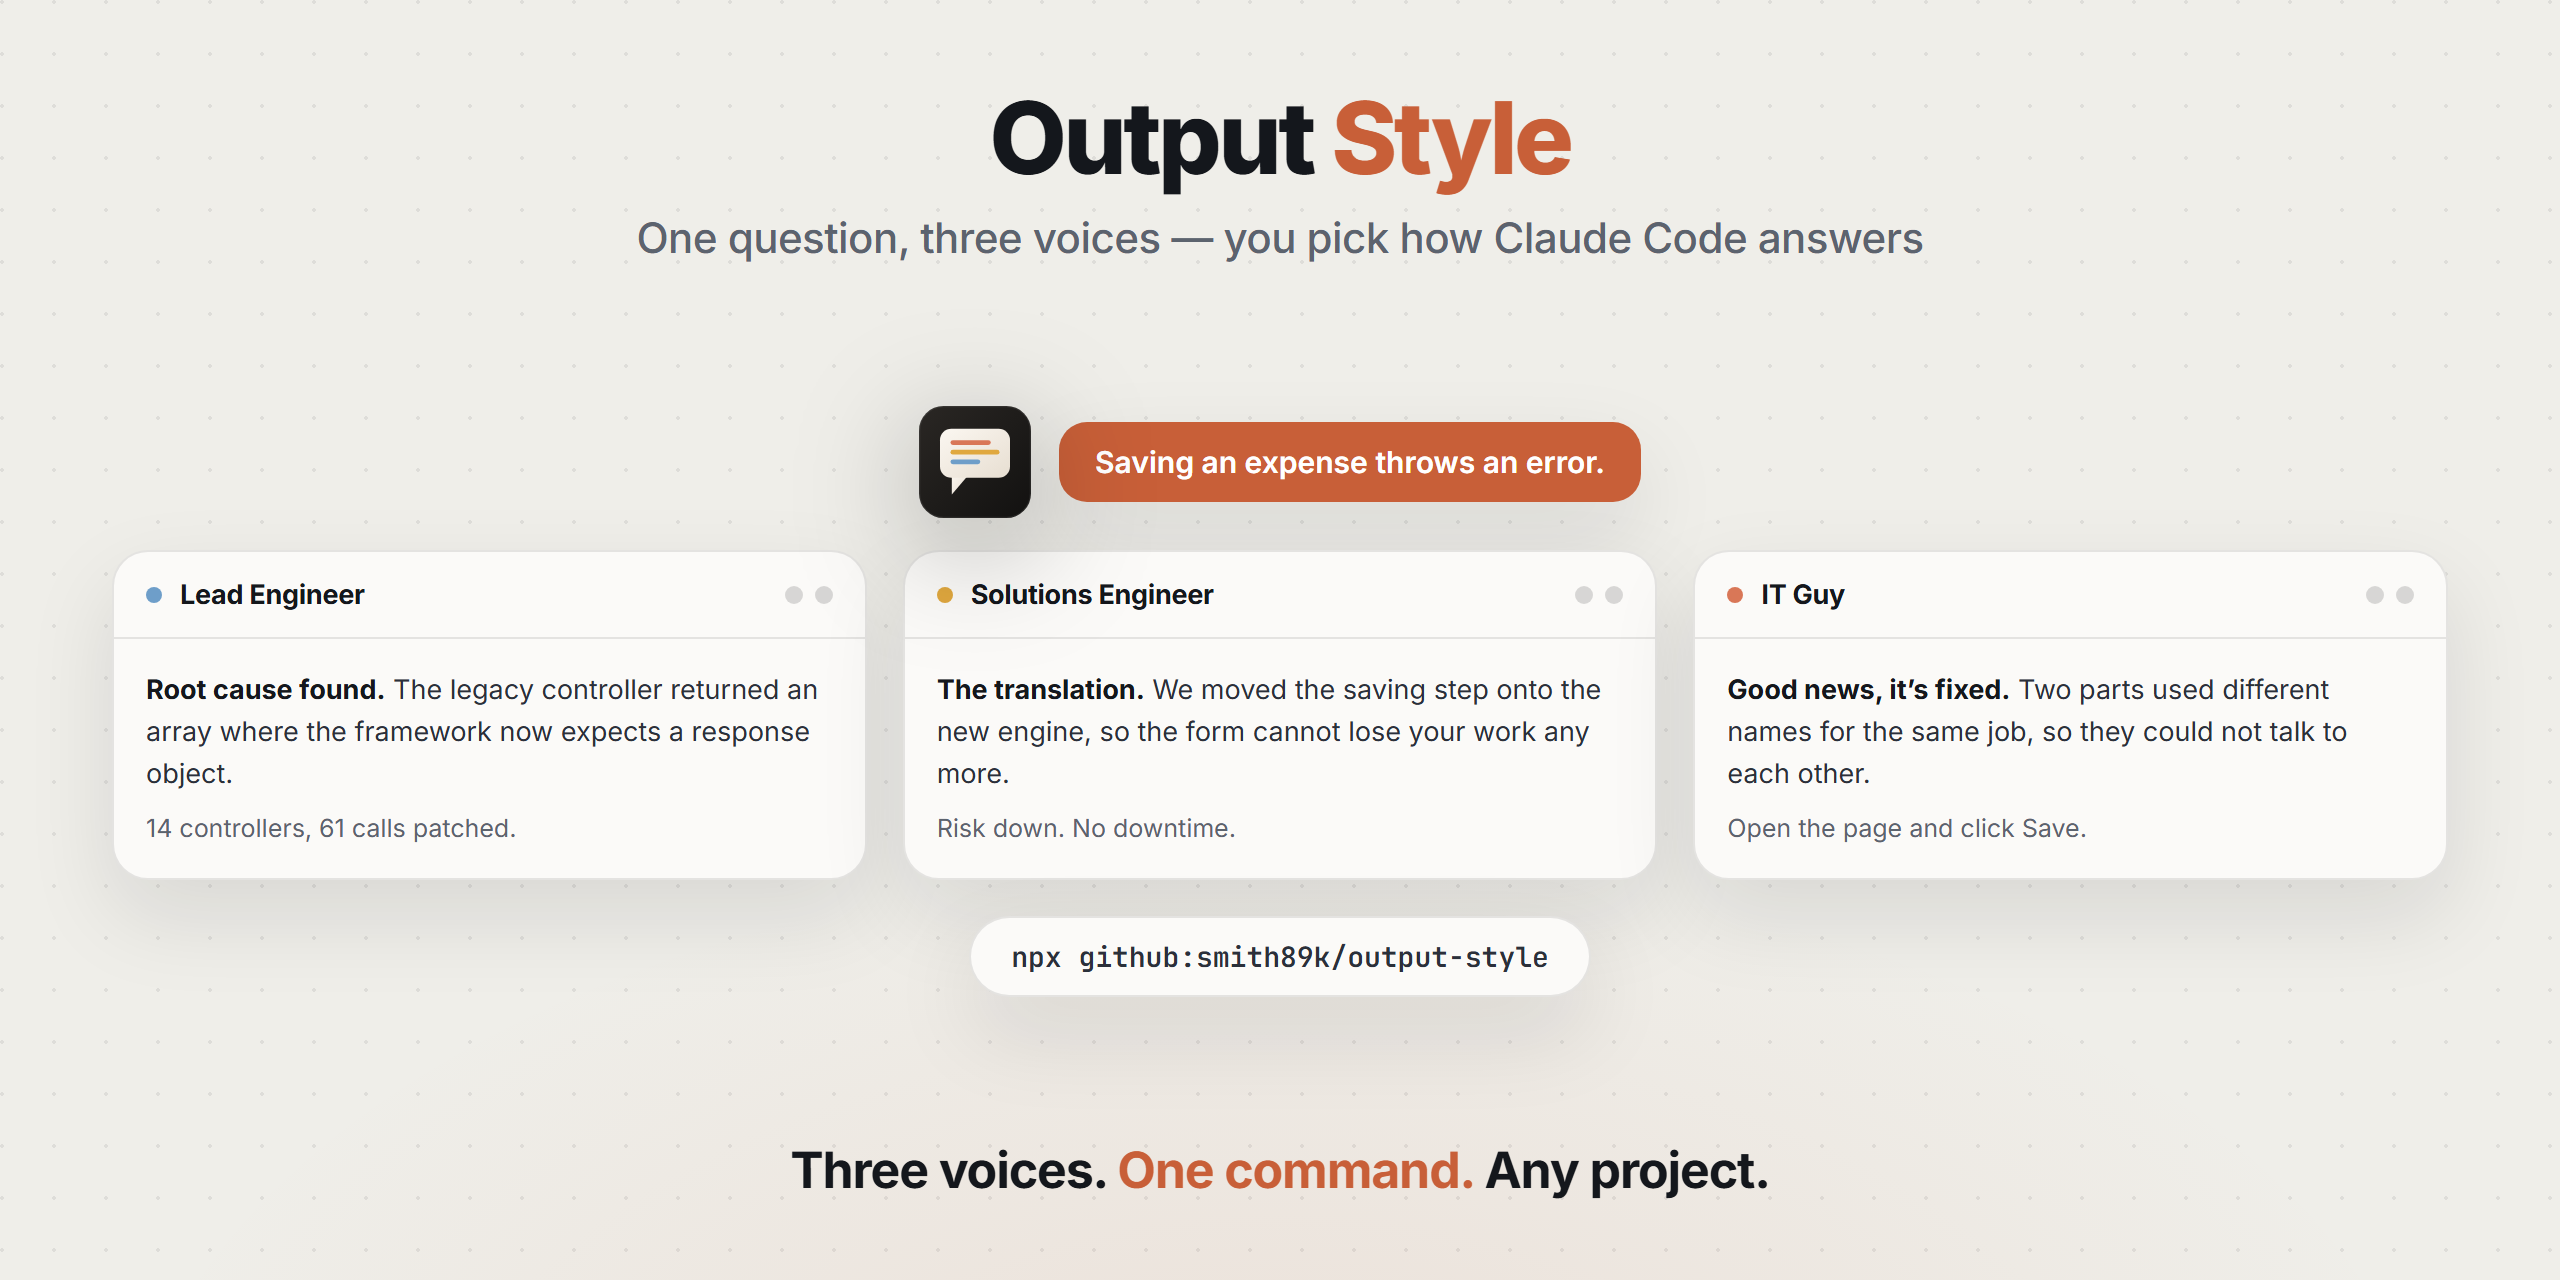 Output Style
One question, three voices — you pick how Claude Code answers
Saving an expense throws an error.
Lead Engineer
Root cause found. The legacy controller returned an
array where the framework now expects a response
object.
14 controllers, 61 calls patched.
Solutions Engineer
The translation. We moved the saving step onto the
new engine, so the form cannot lose your work any
more.
Risk down. No downtime.
IT Guy
Good news, it’s fixed. Two parts used different
names for the same job, so they could not talk to
each other.
Open the page and click Save.
npx github:smith89k/output-style
Three voices. One command. Any project.